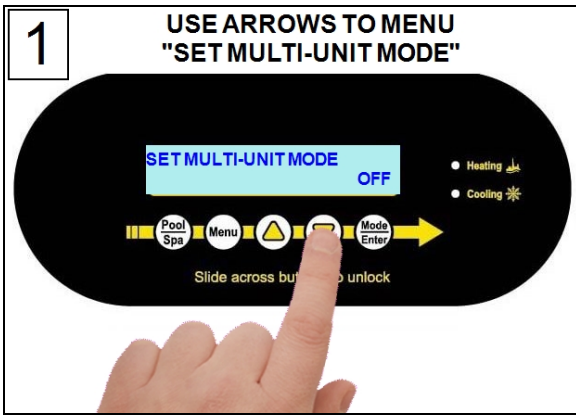 1
USE ARROWS TO MENU
"SET MULTI-UNIT MODE"
SET MULTI-UNIT MODE
OFF
Heating
Cooling
Pool
Spa
Menu
Mode
Enter
Slide across but o unlock